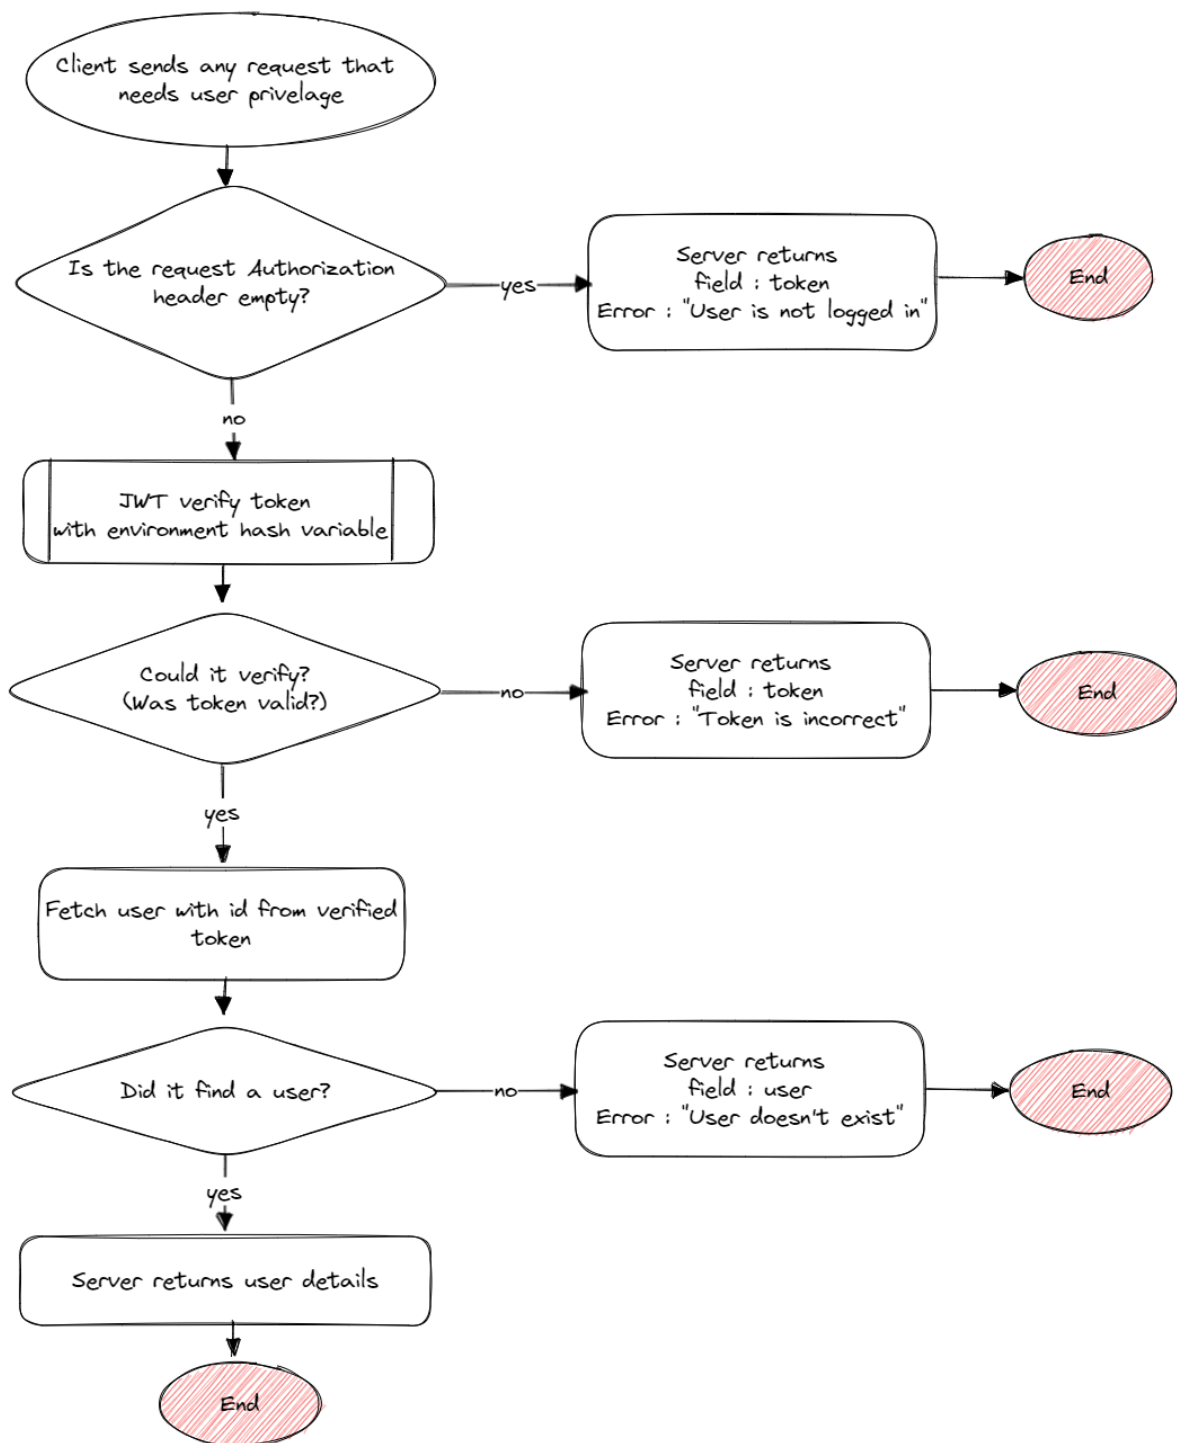 Client sends any request that
needs user privelage
Is the request Authorization
header empty?
yes
Server returns
field : token
Error : "User is not logged in"
End
no
JWT verify token
with environment hash variable
Could it verify?
(Was token valid?)
no
Server returns
field : token
Error : "Token is incorrect"
End
yes
Fetch user with id from verified
token
Did it find a user?
no
Server returns
field : user
Error : "User doesn't exist"
End
yes
Server returns user details
End